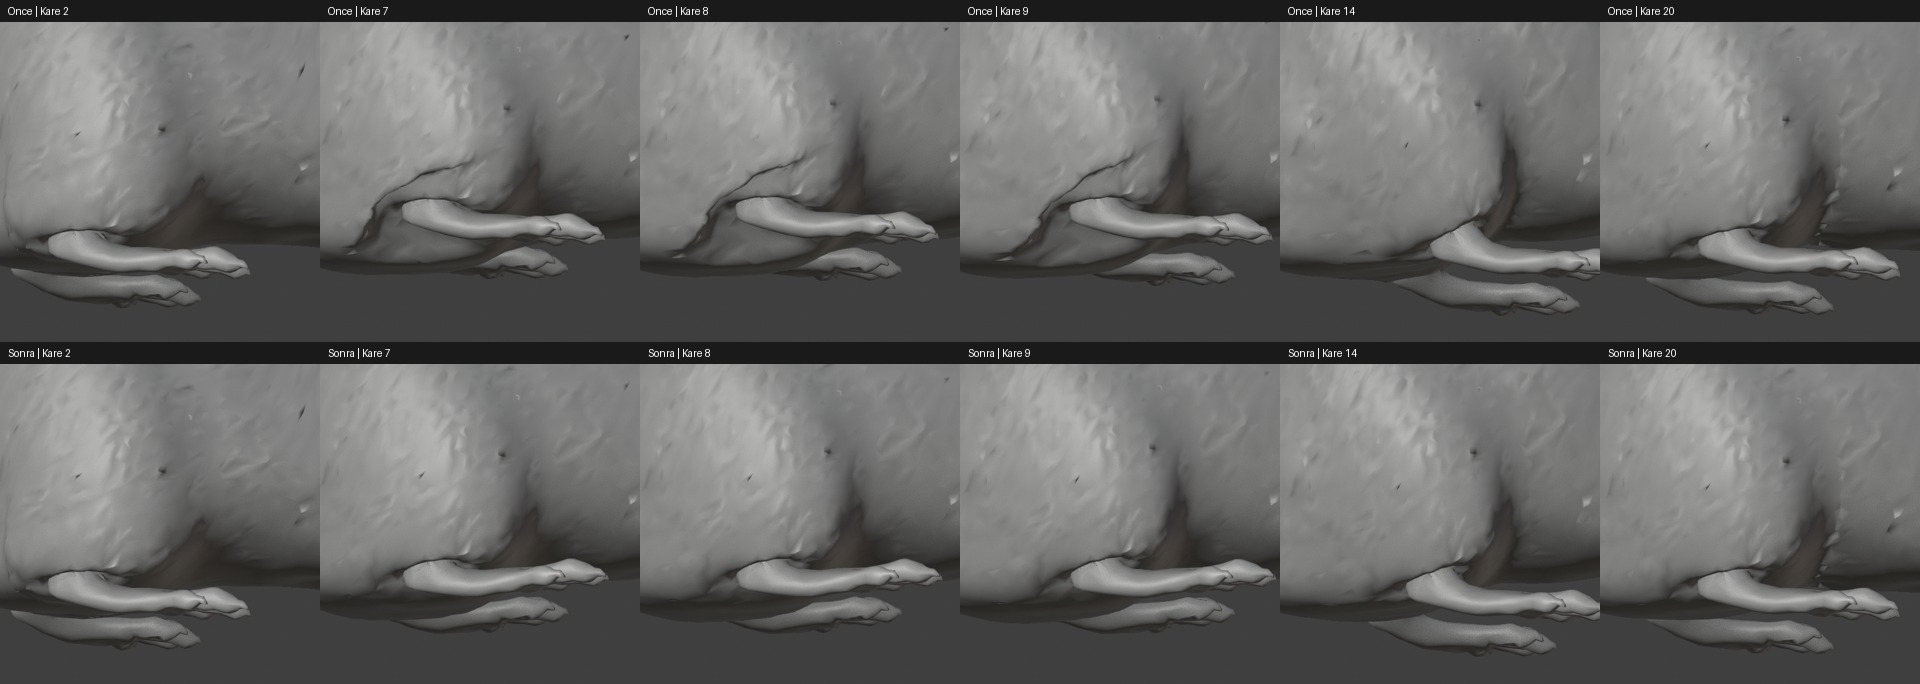 Once | Kare 2
Once | Kare 7
Once | Kare 8
Once | Kare 9
Once | Kare 14
Once | Kare 20
Sonra | Kare 2
Sonra | Kare 7
Sonra | Kare 8
Sonra | Kare 9
Sonra | Kare 14
Sonra | Kare 20